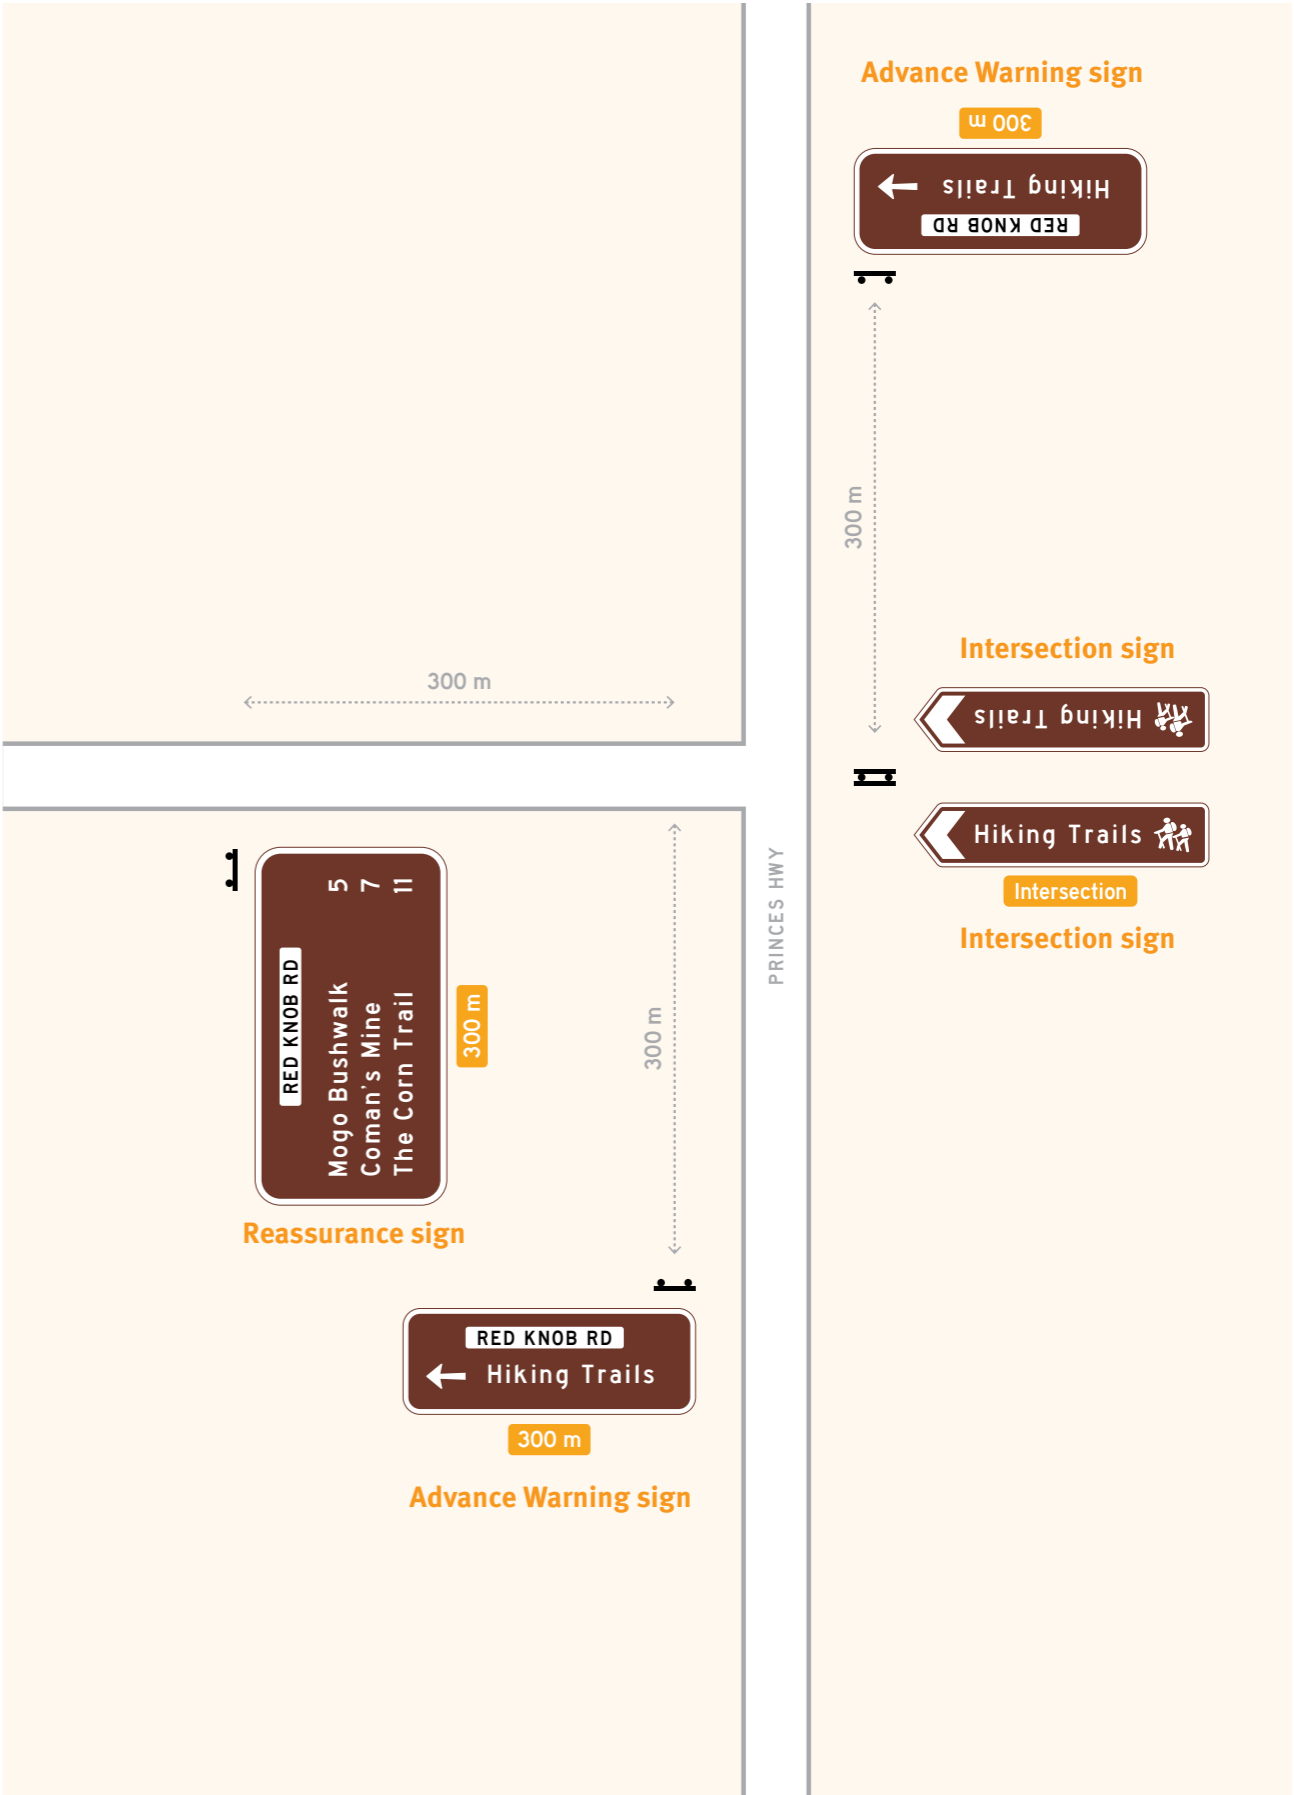 Advance Warning sign
300 m
Hiking Trails
RED KNOB RD
300 m
Intersection sign
Hiking Trails
Hiking Trails
Intersection
Intersection sign
300 m
PRINCES HWY
RED KNOB RD
Mogo Bushwalk 5
Coman's Mine 7
The Corn Trail 11
300 m
Reassurance sign
300 m
RED KNOB RD
Hiking Trails
300 m
Advance Warning sign